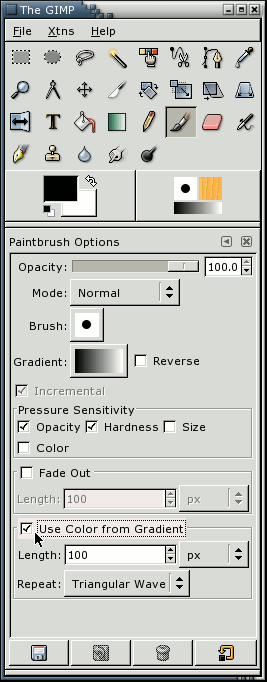 The GIMP
File Xtns Help
Paintbrush Options
Opacity: 100.0
Mode: Normal
Brush:
Gradient: Reverse
Incremental
Pressure Sensitivity
Opacity Hardness Size
Color
Fade Out
Length: 100 px
Use Color from Gradient
Length: 100 px
Repeat: Triangular Wave